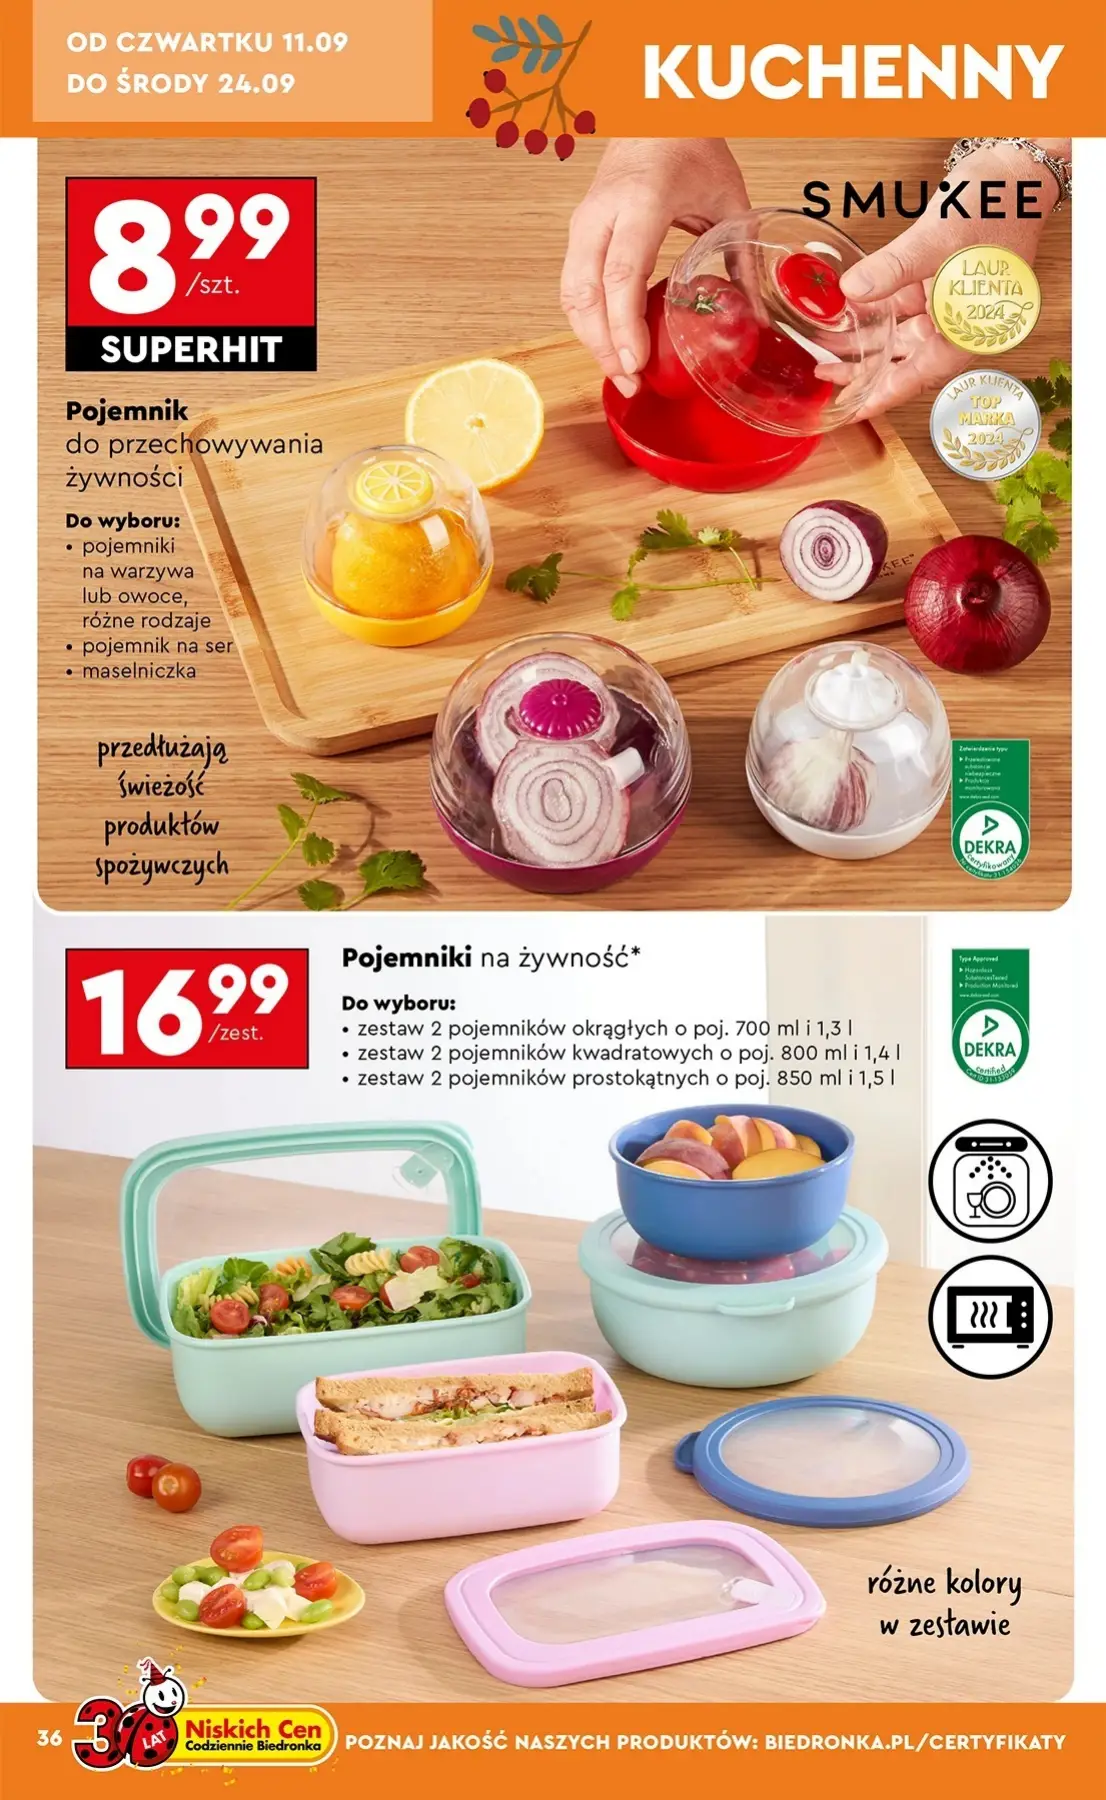 OD CZWARTKU 11.09
DO ŚRODY 24.09
KUCHENNY
8 99
/szt.
SUPERHIT
SMUKEE
LAUR
KLIENTA
2024
LAUR KLIENTA
TOP
MARKA
2024
Pojemnik
do przechowywania
żywności
Do wyboru:
• pojemniki
na warzywa
lub owoce,
różne rodzaje
• pojemnik na ser
• maselniczka
przedłużają
świeżość
produktów
spożywczych
DEKRA
certyfikowany
16 99
/zest.
Pojemniki na żywność*
Do wyboru:
• zestaw 2 pojemników okrągłych o poj. 700 ml i 1,3 l
• zestaw 2 pojemników kwadratowych o poj. 800 ml i 1,4 l
• zestaw 2 pojemników prostokątnych o poj. 850 ml i 1,5 l
Type Approved
DEKRA
certified
różne kolory
w zestawie
36
30 LAT
Niskich Cen
Codziennie Biedronka
POZNAJ JAKOŚĆ NASZYCH PRODUKTÓW: BIEDRONKA.PL/CERTYFIKATY